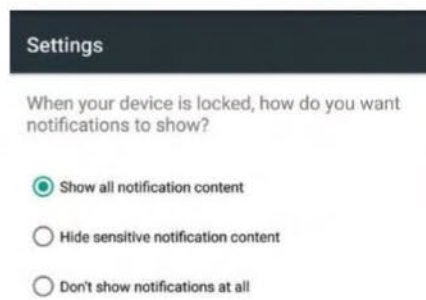 Settings
When your device is locked, how do you want
notifications to show?
Show all notification content
Hide sensitive notification content
Don't show notifications at all